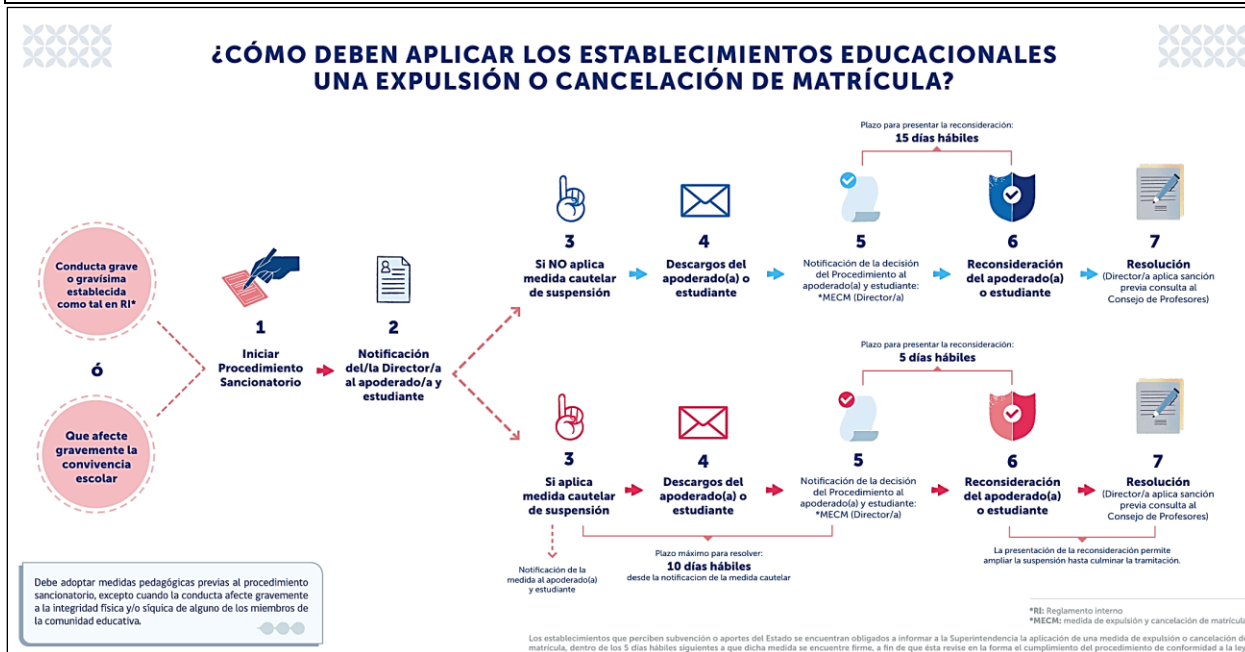 ¿CÓMO DEBEN APLICAR LOS ESTABLECIMIENTOS EDUCACIONALES
UNA EXPULSIÓN O CANCELACIÓN DE MATRÍCULA?
Conducta grave
o gravísima
establecida
como tal en RI*
ó
Que afecte
gravemente la
convivencia
escolar
1
Iniciar
Procedimiento
Sancionatorio
2
Notificación
del/la Director/a
al apoderado/a y
estudiante
3
Si NO aplica
medida cautelar
de suspensión
4
Descargos del
apoderado(a) o
estudiante
Plazo para presentar la reconsideración:
15 días hábiles
5
Notificación de la decisión
del Procedimiento al
apoderado(a) y estudiante:
*MECM (Director/a)
6
Reconsideración
del apoderado(a)
o estudiante
7
Resolución
(Director/a aplica sanción
previa consulta al
Consejo de Profesores)
3
Si aplica
medida cautelar
de suspensión
4
Descargos del
apoderado(a) o
estudiante
Plazo para presentar la reconsideración:
5 días hábiles
5
Notificación de la decisión
del Procedimiento al
apoderado(a) y estudiante:
*MECM (Director/a)
6
Reconsideración
del apoderado(a)
o estudiante
7
Resolución
(Director/a aplica sanción
previa consulta al
Consejo de Profesores)
Notificación de la
medida al apoderado(a)
y estudiante
Plazo máximo para resolver:
10 días hábiles
desde la notificacion de la medida cautelar
La presentación de la reconsideración permite
ampliar la suspensión hasta culminar la tramitación.
Debe adoptar medidas pedagógicas previas al procedimiento
sancionatorio, excepto cuando la conducta afecte gravemente
a la integridad física y/o síquica de alguno de los miembros de
la comunidad educativa.
*RI: Reglamento interno
*MECM: medida de expulsión y cancelación de matrícula
Los establecimientos que perciben subvención o aportes del Estado se encuentran obligados a informar a la Superintendencia la aplicación de una medida de expulsión o cancelación de
matrícula, dentro de los 5 días hábiles siguientes a que dicha medida se encuentre firme, a fin de que ésta revise en la forma el cumplimiento del procedimiento de conformidad a la ley